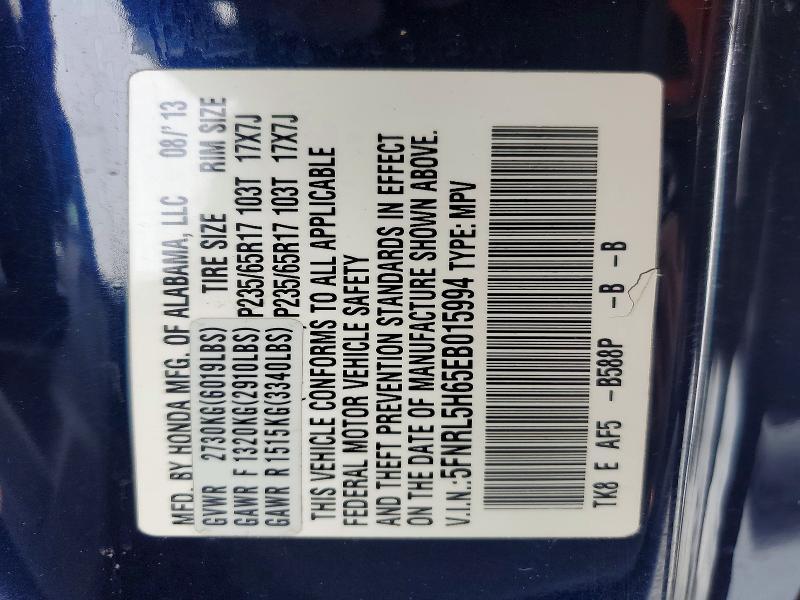 MFD. BY HONDA MFG. OF ALABAMA, LLC 08/'13
GVWR 2730KG(6019LBS) TIRE SIZE RIM SIZE
GAWR F 1320KG(2910LBS) P235/65R17 103T 17X7J
GAWR R 1515KG(3340LBS) P235/65R17 103T 17X7J
THIS VEHICLE CONFORMS TO ALL APPLICABLE
FEDERAL MOTOR VEHICLE SAFETY
AND THEFT PREVENTION STANDARDS IN EFFECT
ON THE DATE OF MANUFACTURE SHOWN ABOVE.
V.I.N.:5FNRL5H65EB015994 TYPE: MPV
TK8 E AF5 -B588P -B -B